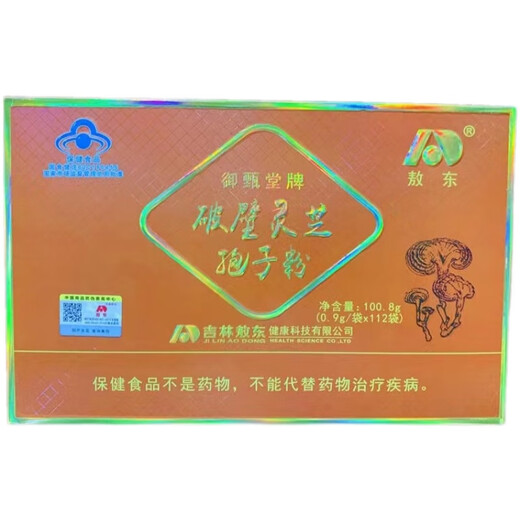 保健食品
敖东
®
御甄堂牌
破壁灵芝
孢子粉
净含量：100.8g
(0.9g/袋x112袋)
吉林敖东健康科技有限公司
JI LIN AO DONG HEALTH SCIENCE CO.,LTD
保健食品不是药物，不能代替药物治疗疾病。